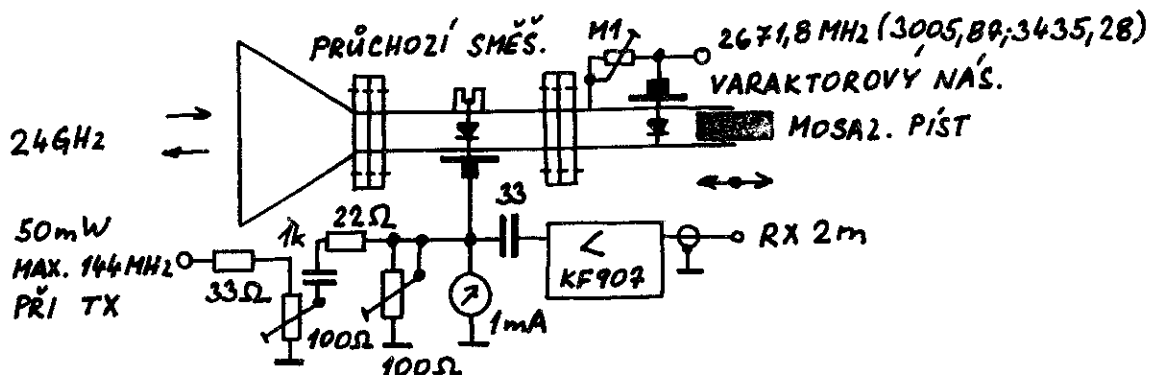 PRŮCHOZÍ SMĚŠ.
M1
2671,8 MHz (3005,87; 3435,28)
VARAKTOROVÝ NÁS.
MOSAZ. PÍST
24GHz
50mW
MAX. 144MHz
PŘI TX
33Ω
1k
22Ω
100Ω
100Ω
1mA
33
<
KF907
RX 2m